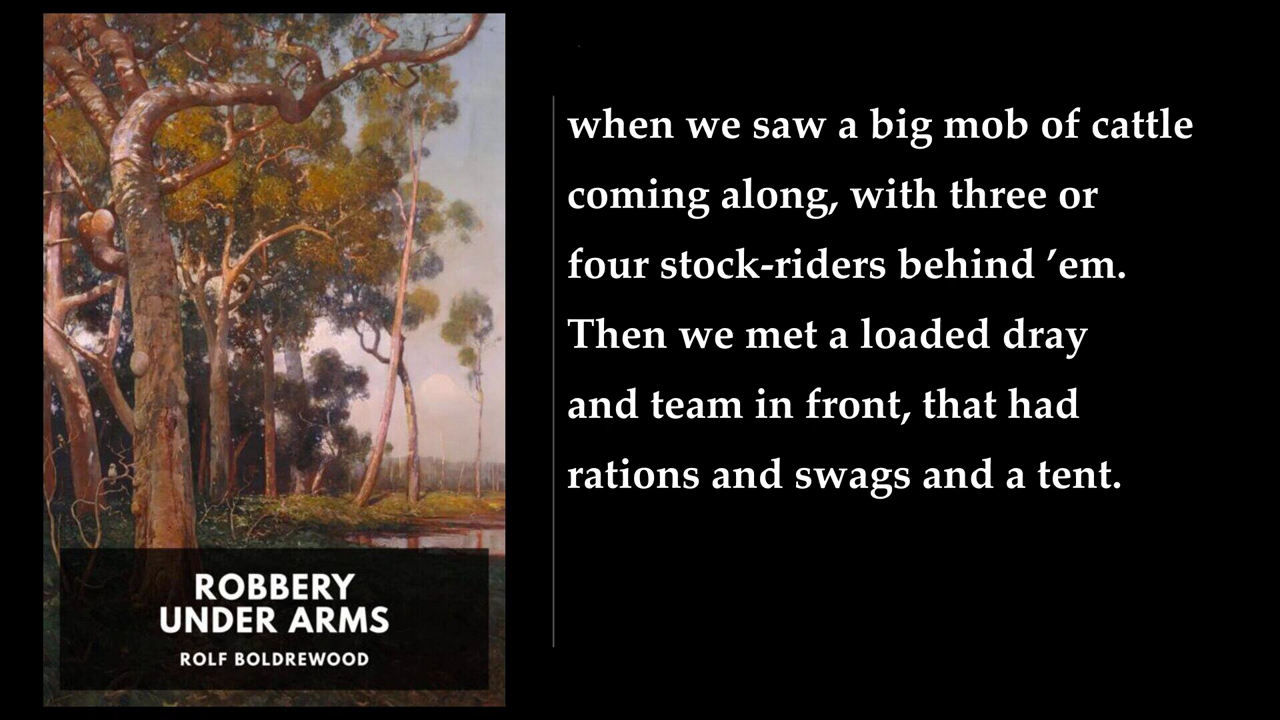 ROBBERY
UNDER ARMS
ROLF BOLDREWOOD
when we saw a big mob of cattle
coming along, with three or
four stock-riders behind ’em.
Then we met a loaded dray
and team in front, that had
rations and swags and a tent.